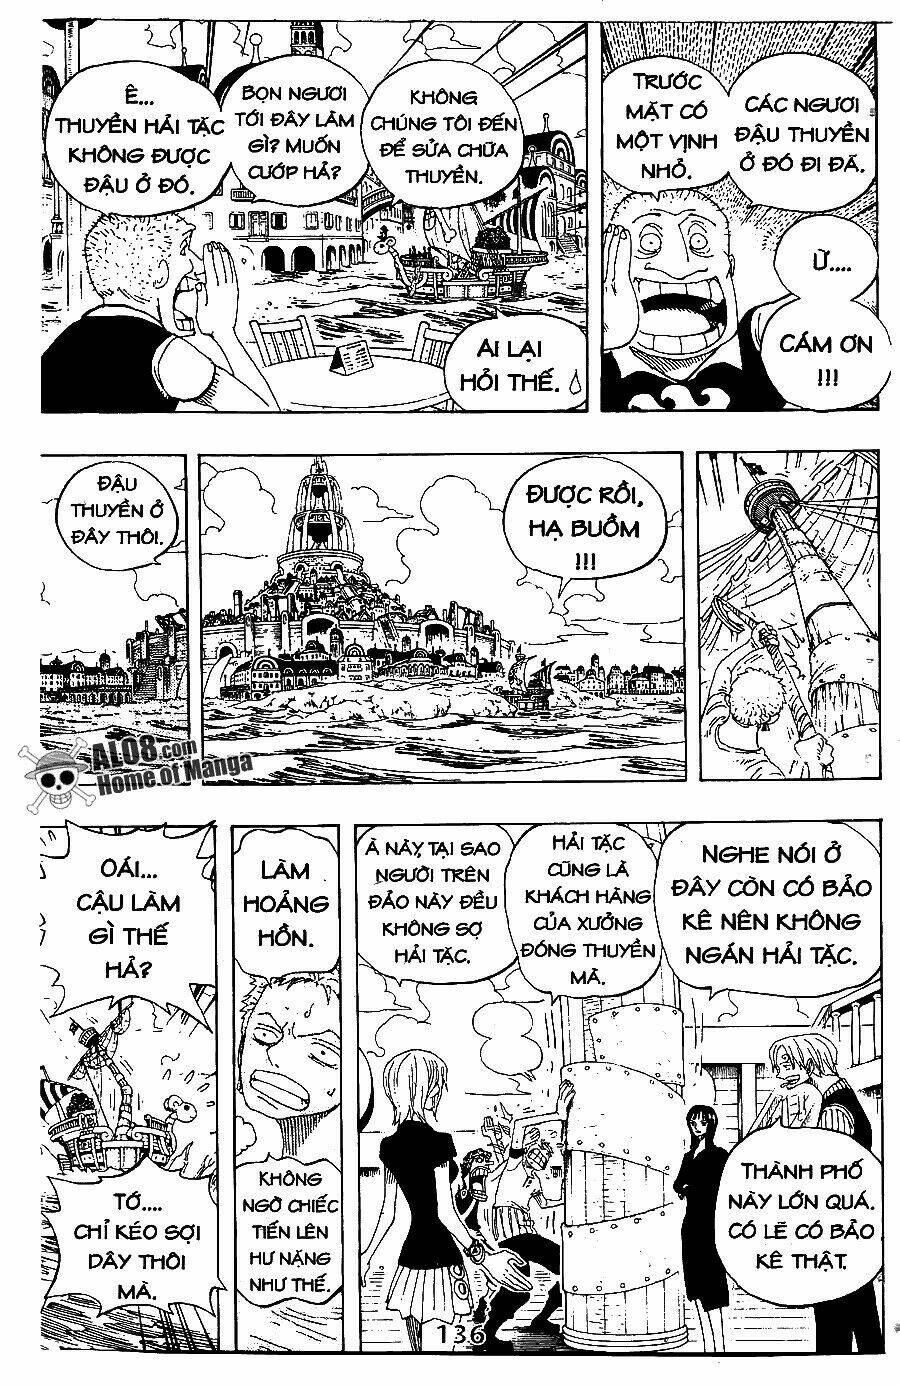 Ê...
THUYỀN HẢI TẶC
KHÔNG ĐƯỢC
ĐẬU Ở ĐÓ.
BỌN NGƯƠI
TỚI ĐÂY LÀM
GÌ? MUỐN
CƯỚP HẢ?
KHÔNG
CHÚNG TÔI ĐẾN
ĐỂ SỬA CHỮA
THUYỀN.
AI LẠI
HỎI THẾ.
TRƯỚC
MẶT CÓ
MỘT VỊNH
NHỎ.
CÁC NGƯƠI
ĐẬU THUYỀN
Ở ĐÓ ĐI ĐÃ.
Ừ....
CÁM ƠN
!!!
ĐẬU
THUYỀN Ở
ĐÂY THÔI.
ĐƯỢC RỒI,
HẠ BUỒM
!!!
ALO8.com
Home of Manga
OÁI...
CẬU LÀM
GÌ THẾ
HẢ?
TỚ....
CHỈ KÉO SỢI
DÂY THÔI
MÀ.
LÀM
HOẢNG
HỒN.
KHÔNG
NGỜ CHIẾC
TIẾN LÊN
HƯ NẶNG
NHƯ THẾ.
À NÀY, TẠI SAO
NGƯỜI TRÊN
ĐẢO NÀY ĐỀU
KHÔNG SỢ
HẢI TẶC.
HẢI TẶC
CŨNG LÀ
KHÁCH HÀNG
CỦA XƯỞNG
ĐÓNG THUYỀN
MÀ.
NGHE NÓI Ở
ĐÂY CÒN CÓ BẢO
KÊ NÊN KHÔNG
NGÁN HẢI TẶC.
THÀNH PHỐ
NÀY LỚN QUÁ.
CÓ LẼ CÓ BẢO
KÊ THẬT.
136